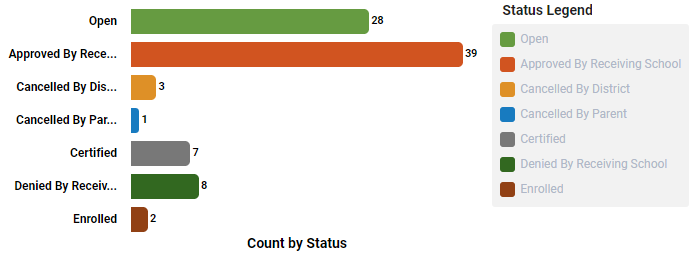 Open
28
Approved By Rece...
39
Cancelled By Dis...
3
Cancelled By Par...
1
Certified
7
Denied By Receiv...
8
Enrolled
2
Count by Status
Status Legend
Open
Approved By Receiving School
Cancelled By District
Cancelled By Parent
Certified
Denied By Receiving School
Enrolled